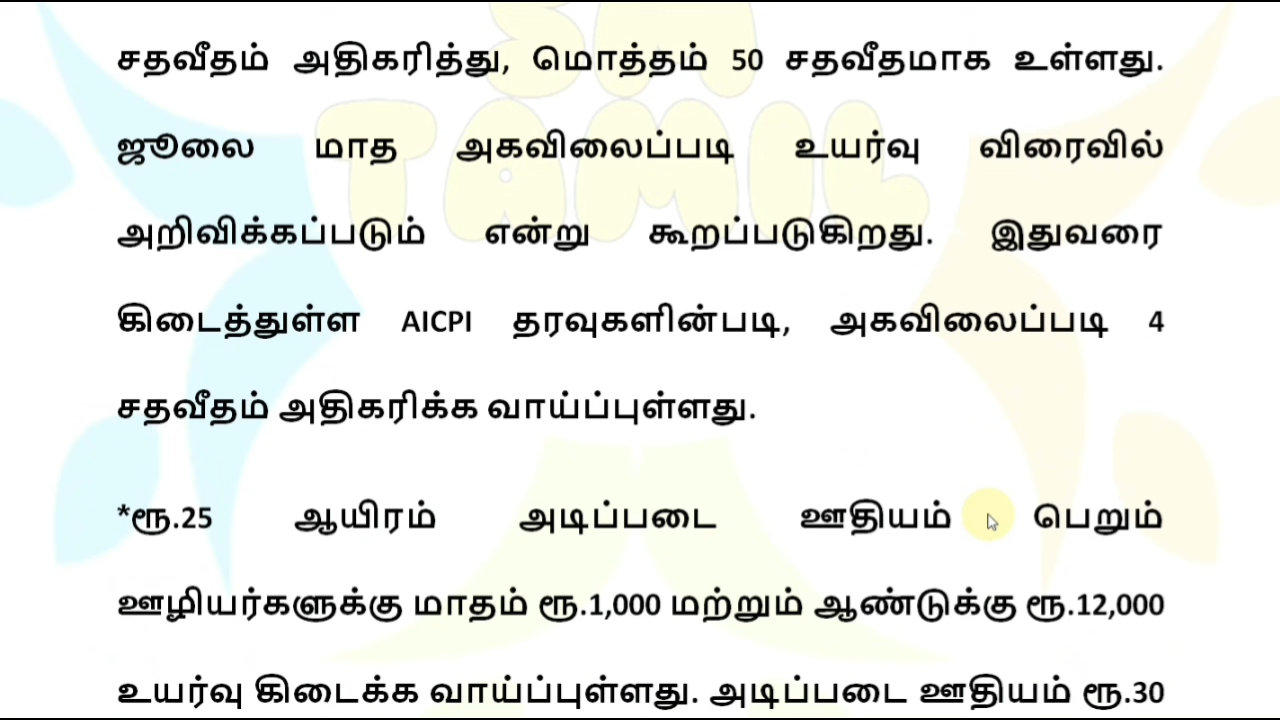 சதவீதம் அதிகரித்து, மொத்தம் 50 சதவீதமாக உள்ளது.
ஜூலை மாத அகவிலைப்படி உயர்வு விரைவில்
அறிவிக்கப்படும் என்று கூறப்படுகிறது. இதுவரை
கிடைத்துள்ள AICPI தரவுகளின்படி, அகவிலைப்படி 4
சதவீதம் அதிகரிக்க வாய்ப்புள்ளது.
*ரூ.25 ஆயிரம் அடிப்படை ஊதியம் பெறும்
ஊழியர்களுக்கு மாதம் ரூ.1,000 மற்றும் ஆண்டுக்கு ரூ.12,000
உயர்வு கிடைக்க வாய்ப்புள்ளது. அடிப்படை ஊதியம் ரூ.30
TAMIL